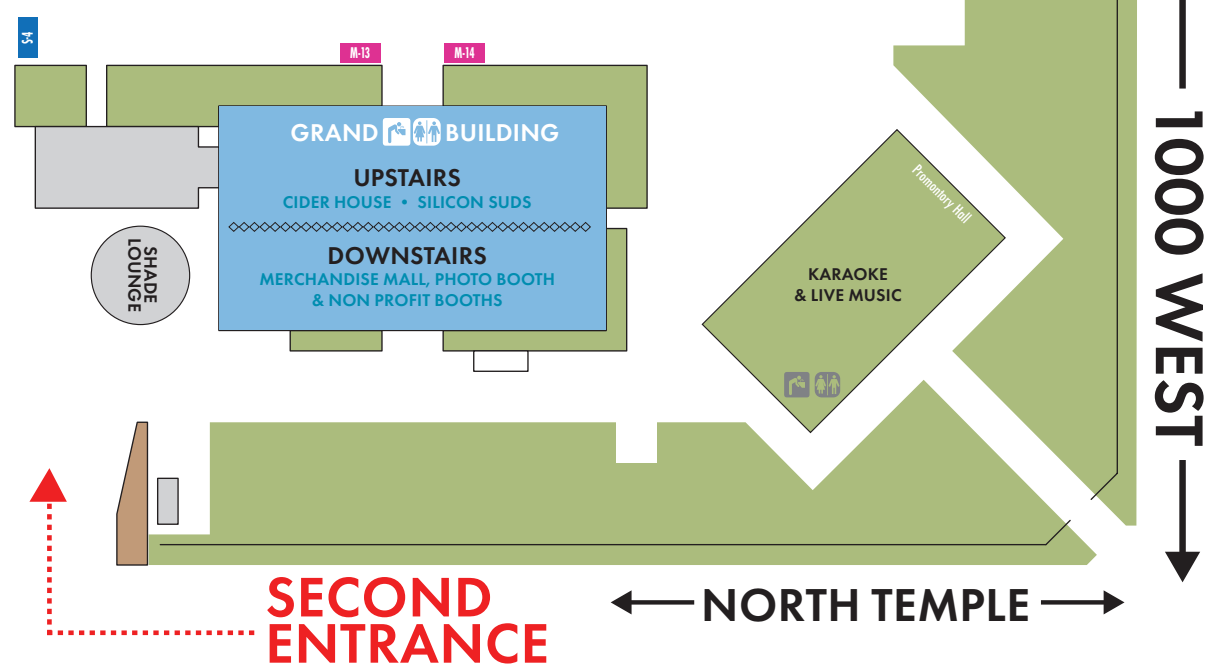 S-4
M-13
M-14
GRAND BUILDING
UPSTAIRS
CIDER HOUSE • SILICON SUDS
DOWNSTAIRS
MERCHANDISE MALL, PHOTO BOOTH
& NON PROFIT BOOTHS
SHADE
LOUNGE
Promontory Hall
KARAOKE
& LIVE MUSIC
1000 WEST
SECOND
ENTRANCE
NORTH TEMPLE